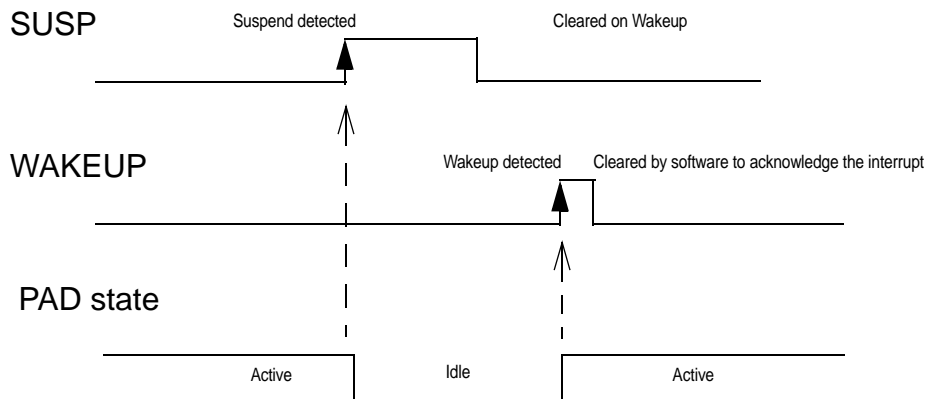 SUSP
Suspend detected
Cleared on Wakeup
WAKEUP
Wakeup detected
Cleared by software to acknowledge the interrupt
PAD state
Active
Idle
Active